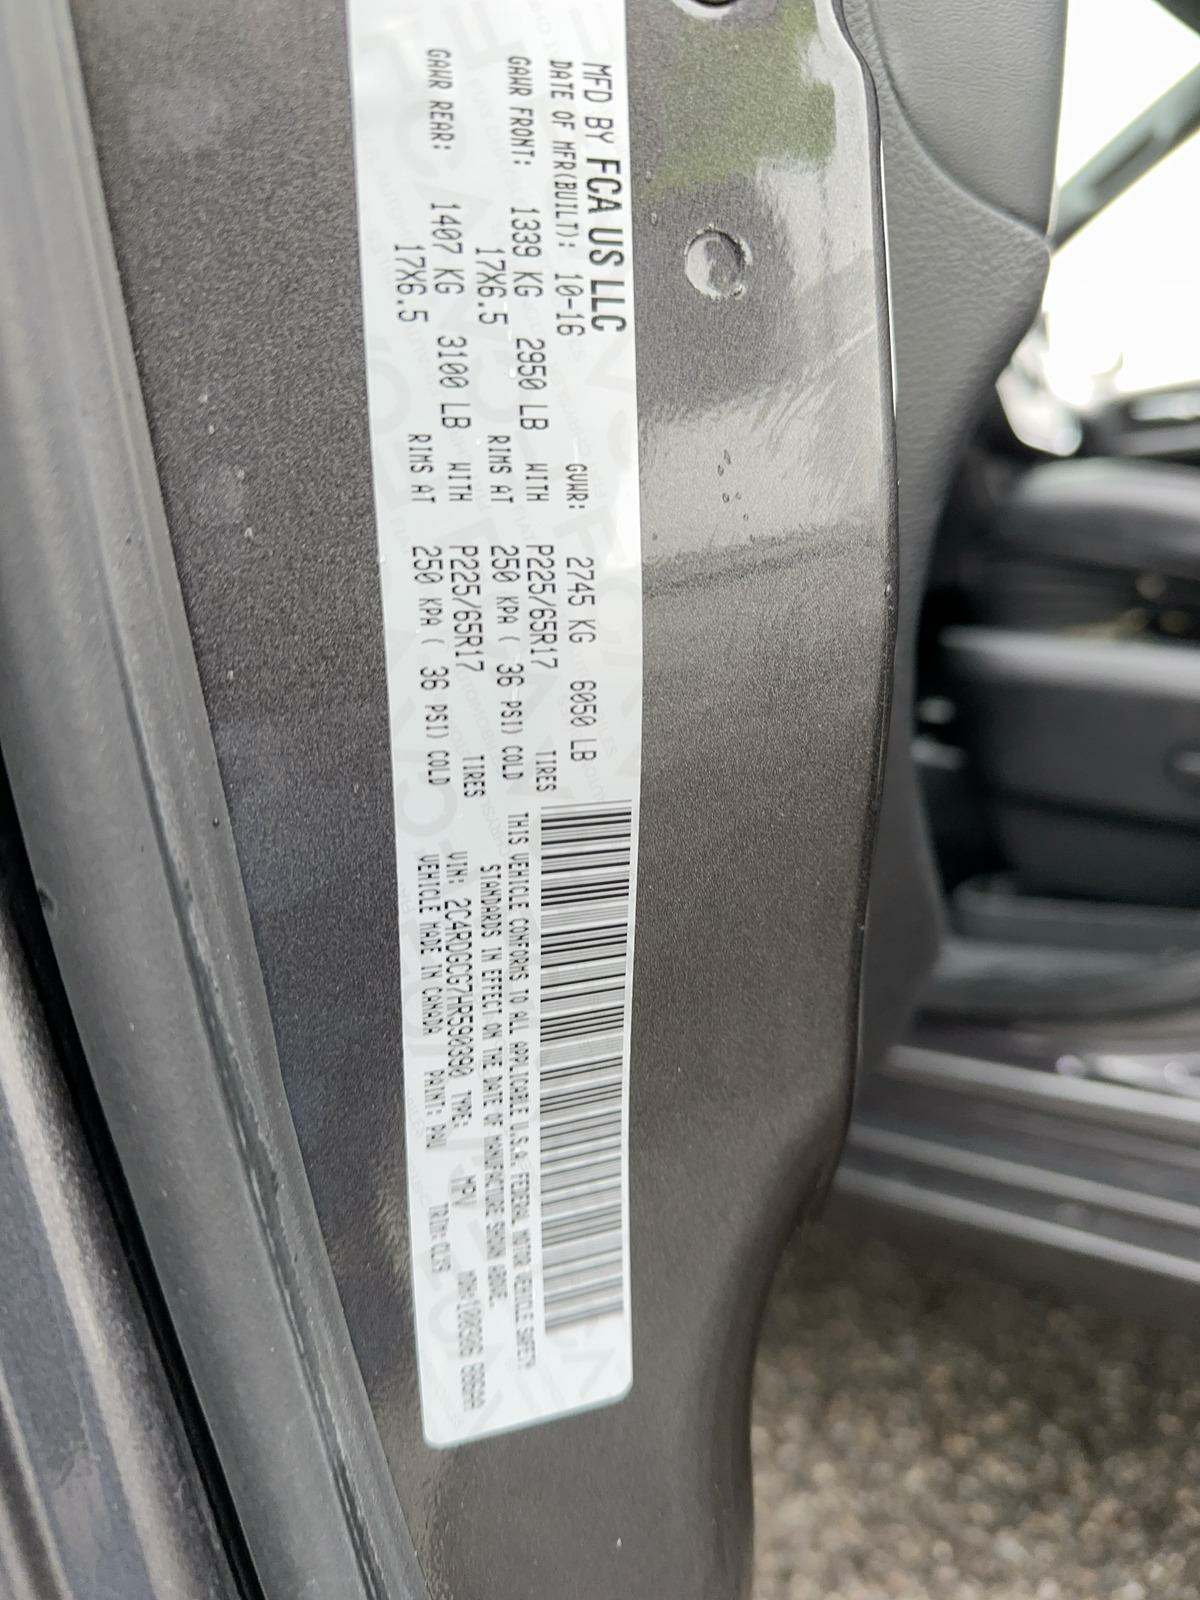 MFD BY FCA US LLC
DATE OF MFR(BUILT): 10-16 GVWR: 2745 KG 6050 LB
GAWR FRONT: 1339 KG 2950 LB WITH P225/65R17 TIRES
17X6.5 RIMS AT 250 KPA ( 36 PSI) COLD
GAWR REAR: 1407 KG 3100 LB WITH P225/65R17 TIRES
17X6.5 RIMS AT 250 KPA ( 36 PSI) COLD
THIS VEHICLE CONFORMS TO ALL APPLICABLE U.S.A. FEDERAL MOTOR VEHICLE SAFETY
STANDARDS IN EFFECT ON THE DATE OF MANUFACTURE SHOWN ABOVE.
VIN: 2C4RDGCG7HR590390 TYPE: MPV
VEHICLE MADE IN CANADA PAINT: PAU TRIM: